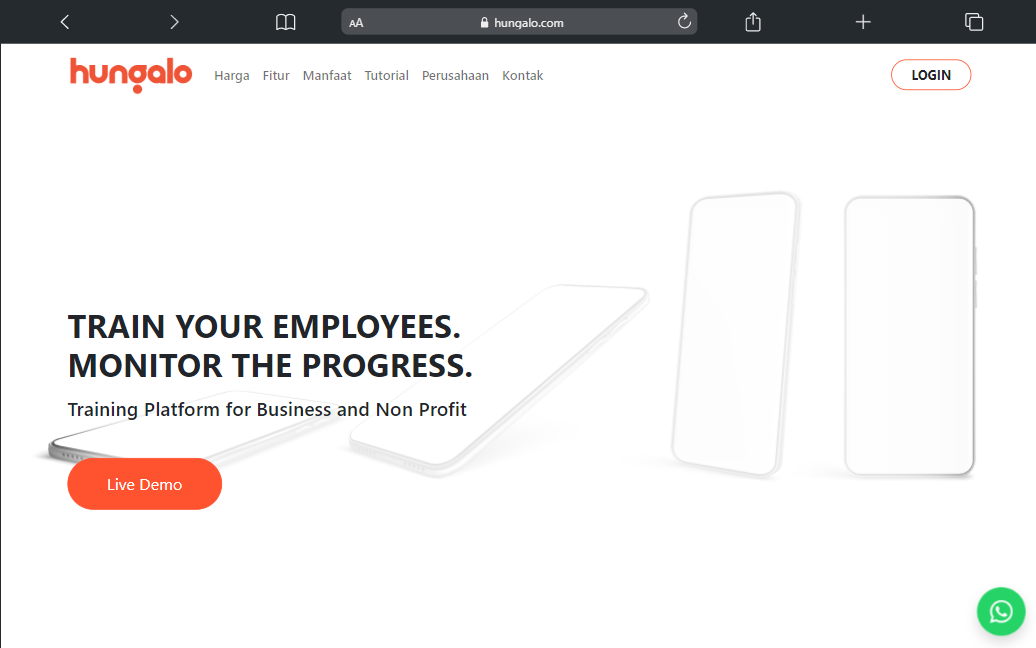 AA hungalo.com
hungalo
Harga Fitur Manfaat Tutorial Perusahaan Kontak
LOGIN
TRAIN YOUR EMPLOYEES.
MONITOR THE PROGRESS.
Training Platform for Business and Non Profit
Live Demo